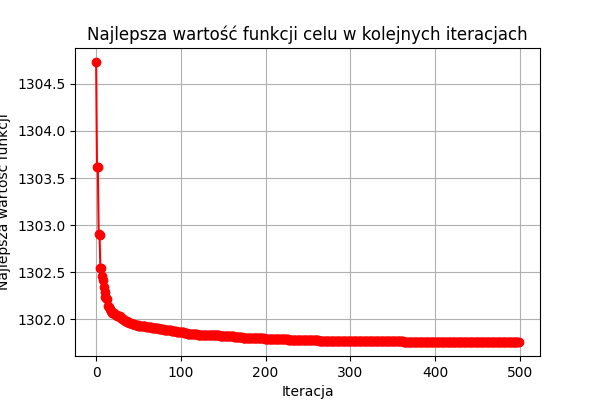 Najlepsza wartość funkcji celu w kolejnych iteracjach
Najlepsza wartość funkcji
1304.5
1304.0
1303.5
1303.0
1302.5
1302.0
0 100 200 300 400 500
Iteracja